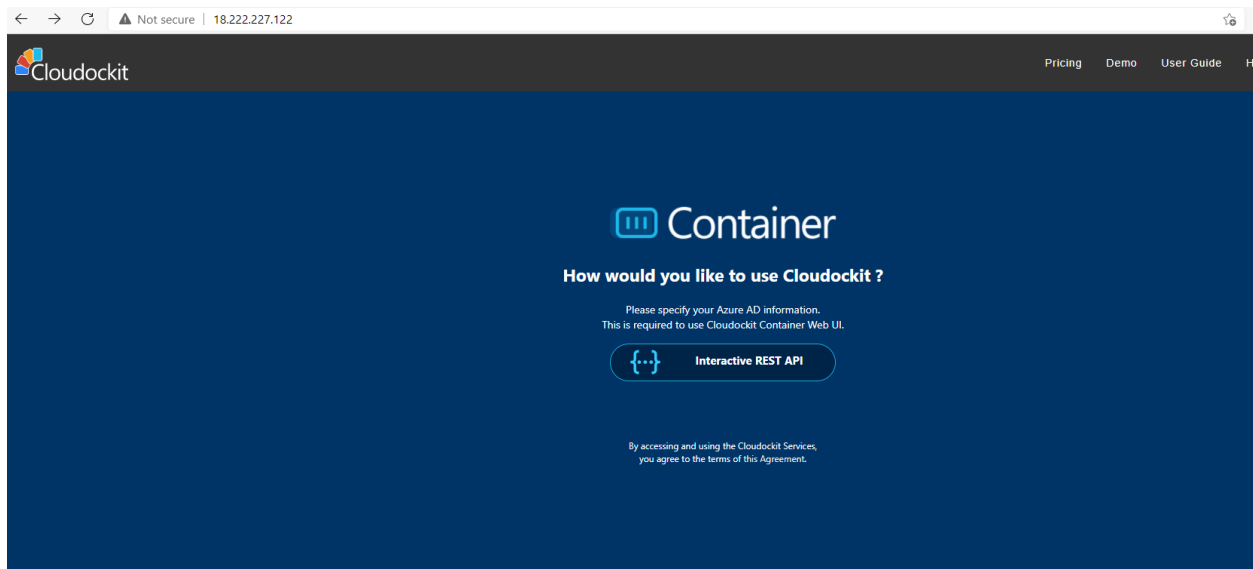 Not secure | 18.222.227.122
Cloudockit
Pricing Demo User Guide H
Container
How would you like to use Cloudockit ?
Please specify your Azure AD information.
This is required to use Cloudockit Container Web UI.
{···} Interactive REST API
By accessing and using the Cloudockit Services,
you agree to the terms of this Agreement.